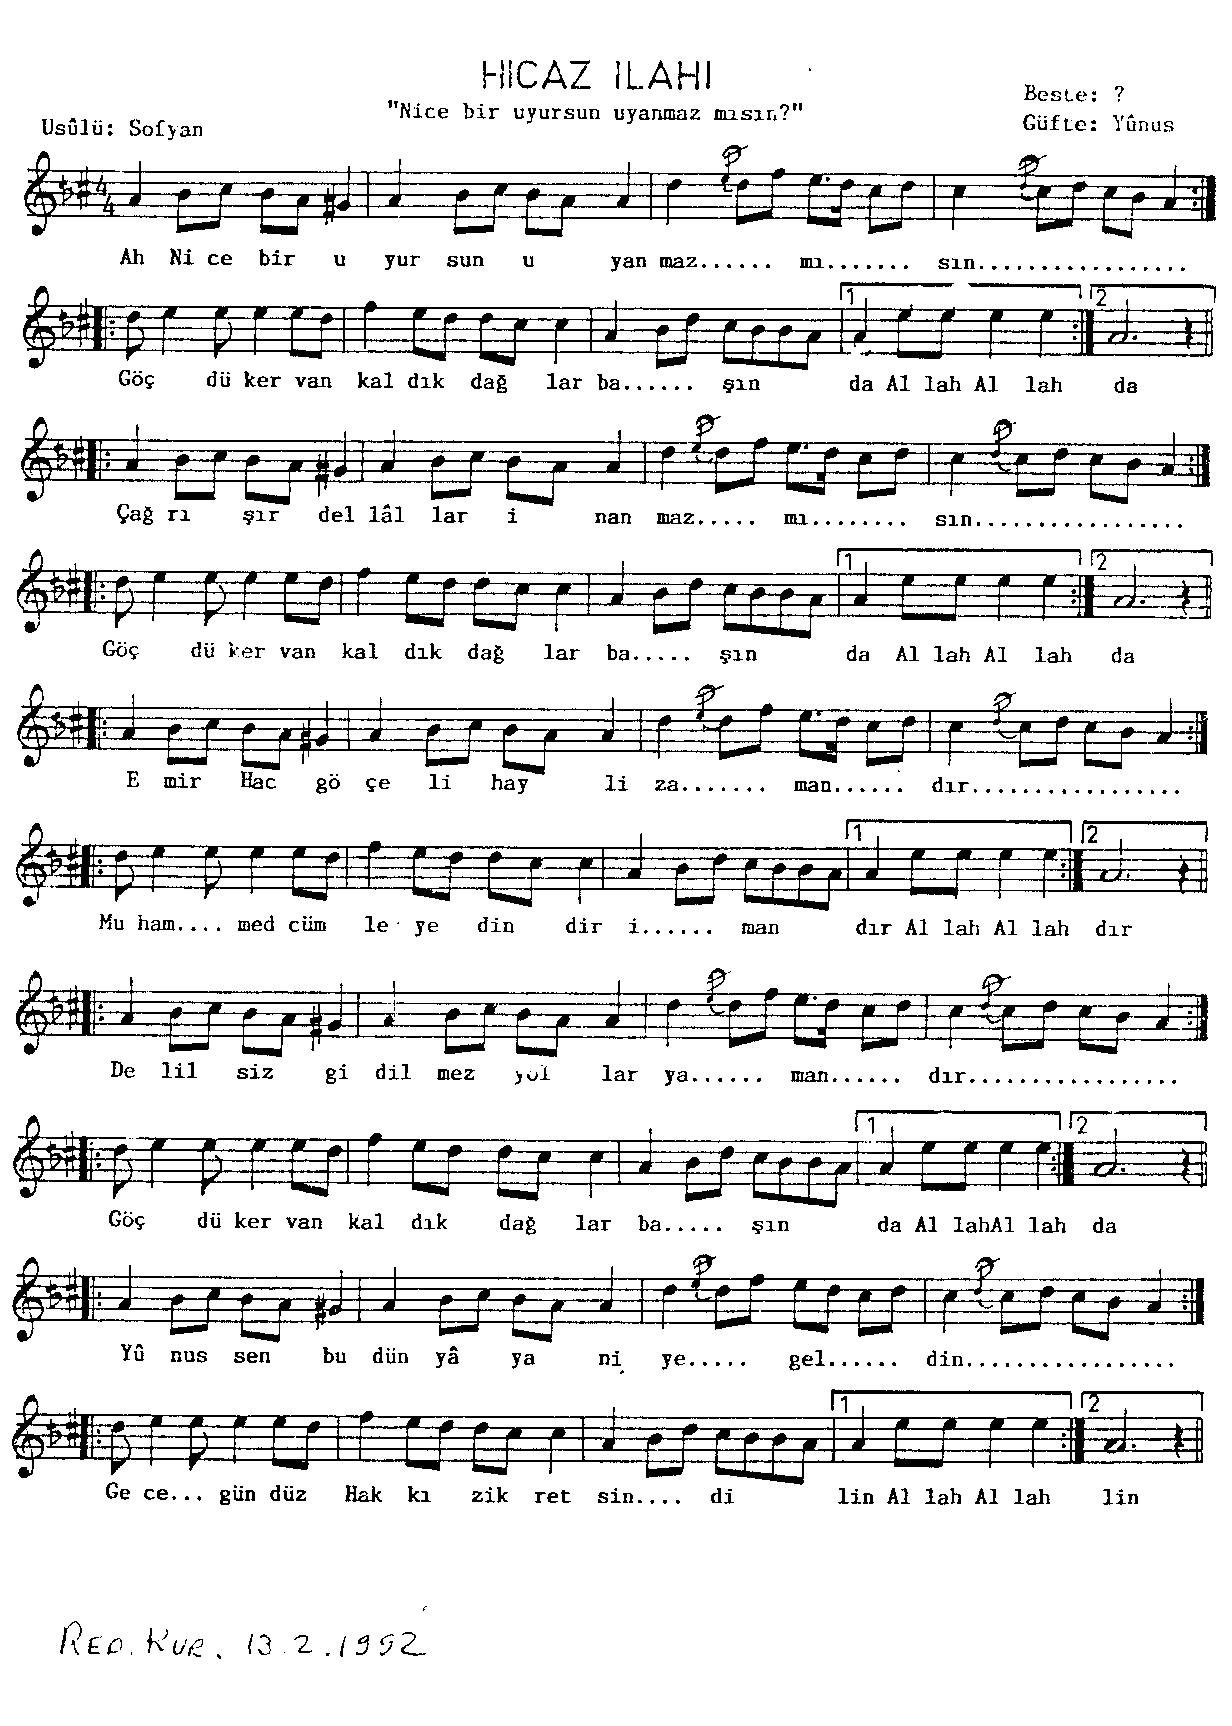 HICAZ ILAHI
"Nice bir uyursun uyanmaz mısın?"
Beste: ?
Usûlü: Sofyan
Güfte: Yûnus
4
4
Ah Ni ce bir u yur sun u yan maz...... mı....... sın.................
1 2
Göç dü ker van kal dık dağ lar ba...... şın da Al lah Al lah da
Çağ rı şır del lâl lar i nan maz..... mı........ sın.................
1 2
Göç dü ker van kal dık dağ lar ba..... şın da Al lah Al lah da
E mir Hac gö çe li hay li za....... man...... dır.................
1 2
Mu ham.... med cüm le ye din dir i...... man dır Al lah Al lah dır
De lil siz gi dil mez yol lar ya...... man...... dır.................
1 2
Göç dü ker van kal dık dağ lar ba..... şın da Al lahAl lah da
Yû nus sen bu dün yâ ya ni ye..... gel...... din.................
1 2
Ge ce... gün düz Hak kı zik ret sin.... di lin Al lah Al lah lin
RED. KUR. 13.2.1992